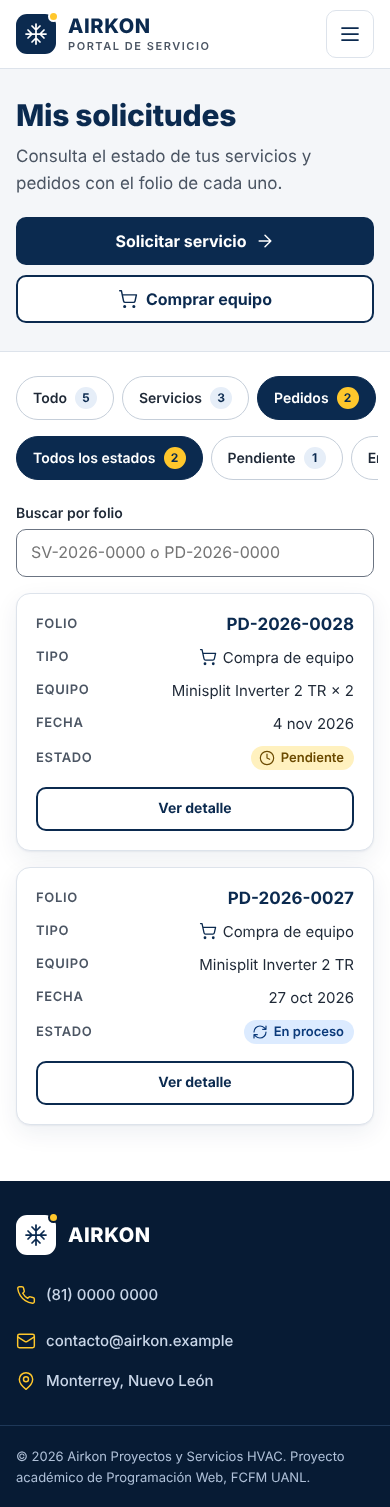 AIRKON
PORTAL DE SERVICIO
Mis solicitudes
Consulta el estado de tus servicios y
pedidos con el folio de cada uno.
Solicitar servicio
Comprar equipo
Todo 5 Servicios 3 Pedidos 2
Todos los estados 2 Pendiente 1
Buscar por folio
SV-2026-0000 o PD-2026-0000
FOLIO PD-2026-0028
TIPO Compra de equipo
EQUIPO Minisplit Inverter 2 TR × 2
FECHA 4 nov 2026
ESTADO Pendiente
Ver detalle
FOLIO PD-2026-0027
TIPO Compra de equipo
EQUIPO Minisplit Inverter 2 TR
FECHA 27 oct 2026
ESTADO En proceso
Ver detalle
AIRKON
(81) 0000 0000
contacto@airkon.example
Monterrey, Nuevo León
© 2026 Airkon Proyectos y Servicios HVAC. Proyecto
académico de Programación Web, FCFM UANL.